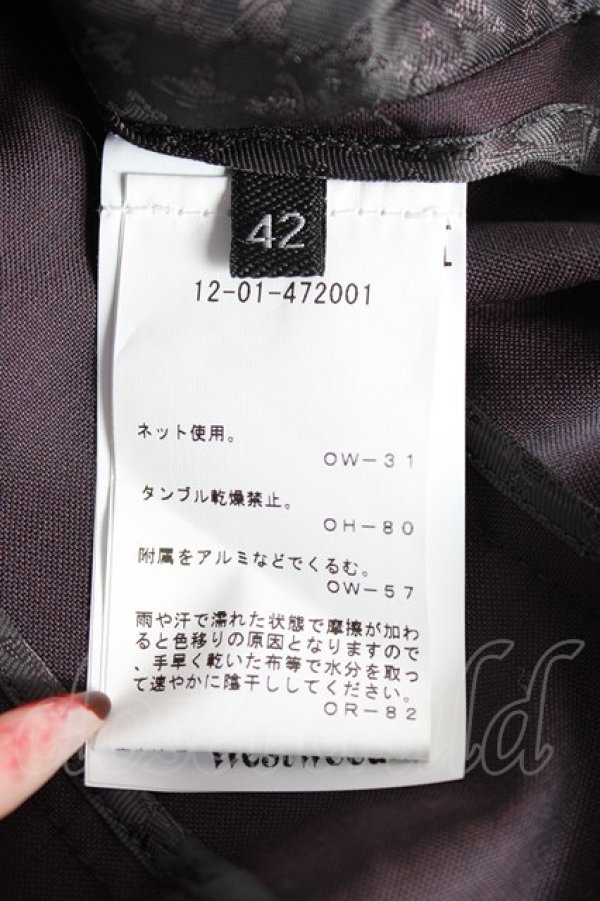 42
12-01-472001
ネット使用。
OW-31
タンブル乾燥禁止。
OH-80
附属をアルミなどでくるむ。
OW-57
雨や汗で濡れた状態で摩擦が加わ
ると色移りの原因となりますので
、手早く乾いた布等で水分を取っ
て速やかに陰干ししてください。
OR-82
Westwood